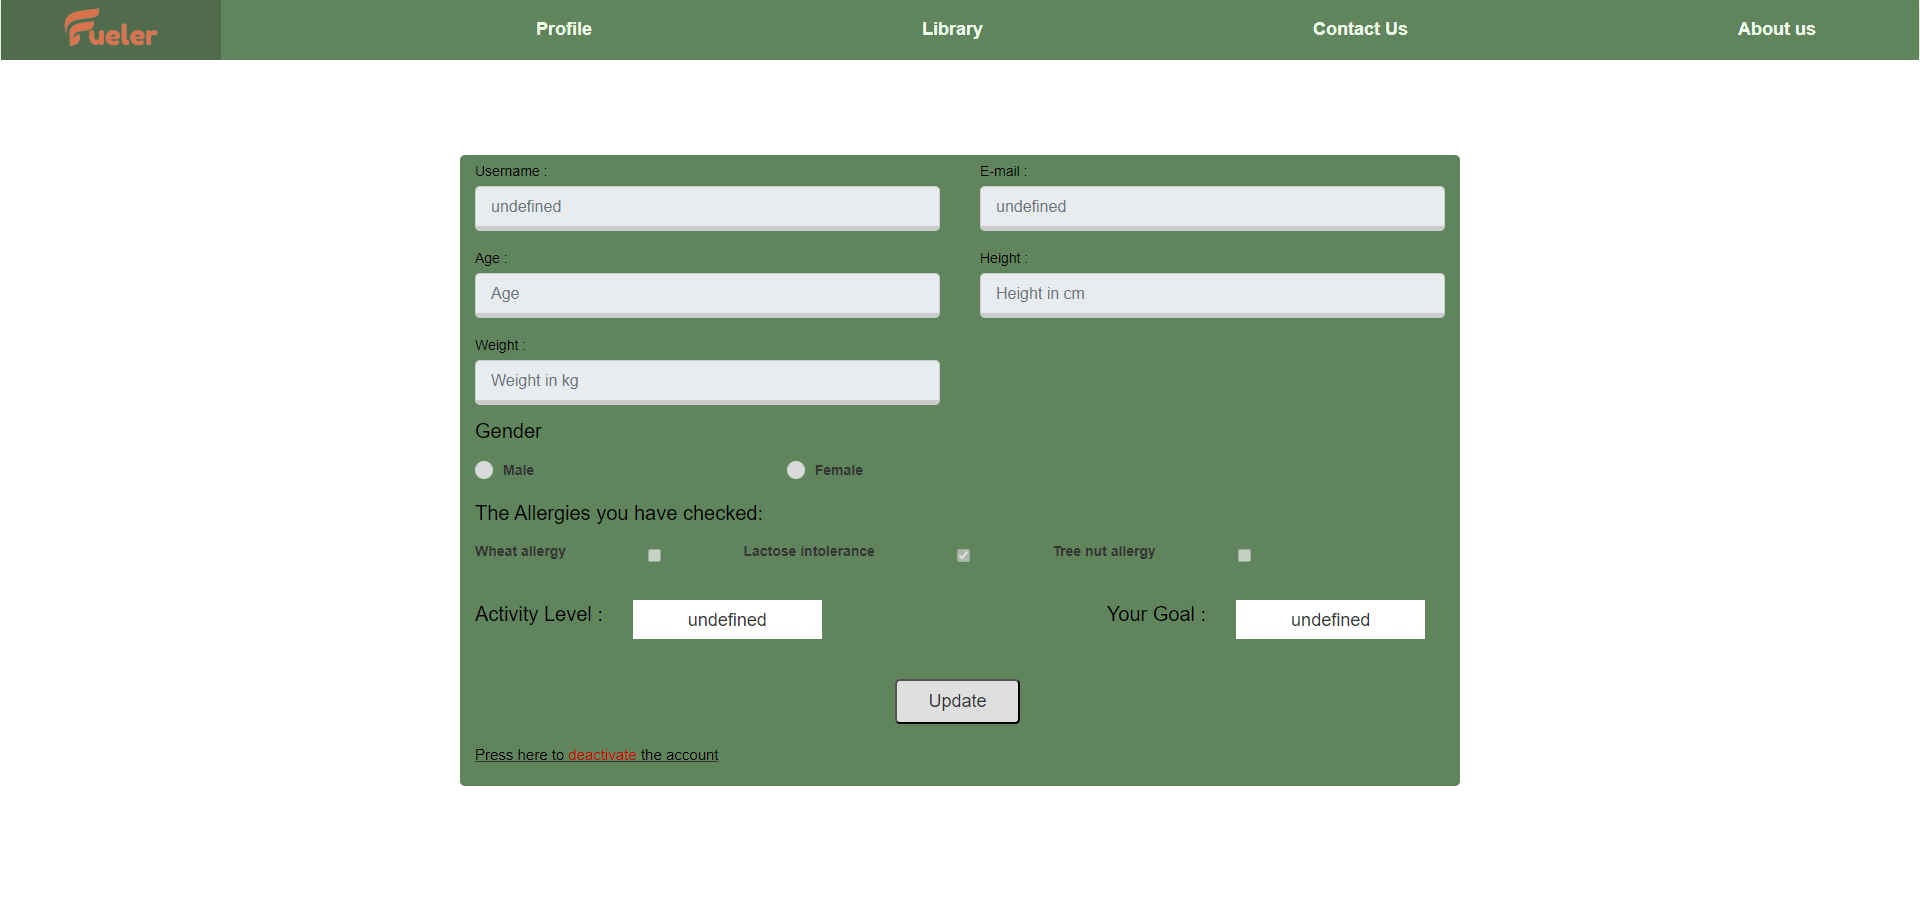 Fueler Profile Library Contact Us About us
Username : E-mail :
undefined undefined
Age : Height :
Age Height in cm
Weight :
Weight in kg
Gender
Male Female
The Allergies you have checked:
Wheat allergy Lactose intolerance Tree nut allergy
Activity Level : undefined Your Goal : undefined
Update
Press here to deactivate the account